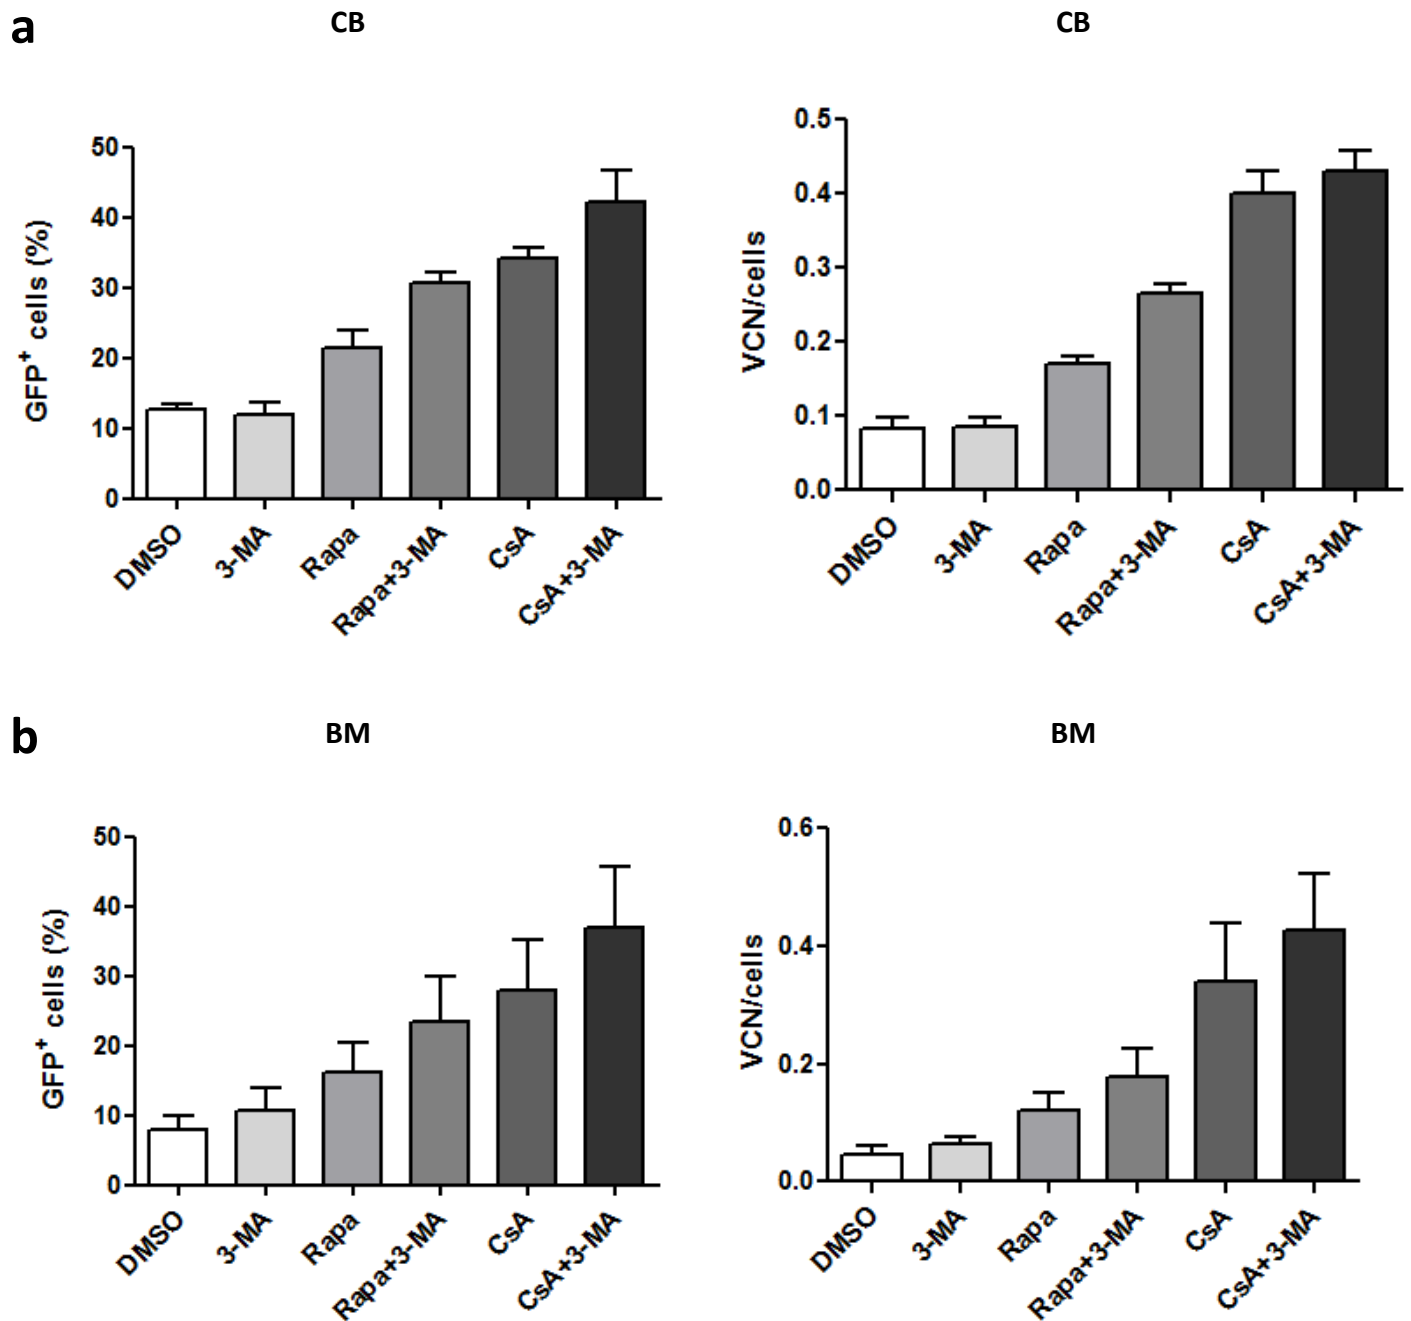 a
CB
CB
GFP+ cells (%)
50
40
30
20
10
0
DMSO
3-MA
Rapa
Rapa+3-MA
CsA
CsA+3-MA
VCN/cells
0.5
0.4
0.3
0.2
0.1
0.0
DMSO
3-MA
Rapa
Rapa+3-MA
CsA
CsA+3-MA
b
BM
BM
GFP+ cells (%)
50
40
30
20
10
0
DMSO
3-MA
Rapa
Rapa+3-MA
CsA
CsA+3-MA
VCN/cells
0.6
0.4
0.2
0.0
DMSO
3-MA
Rapa
Rapa+3-MA
CsA
CsA+3-MA